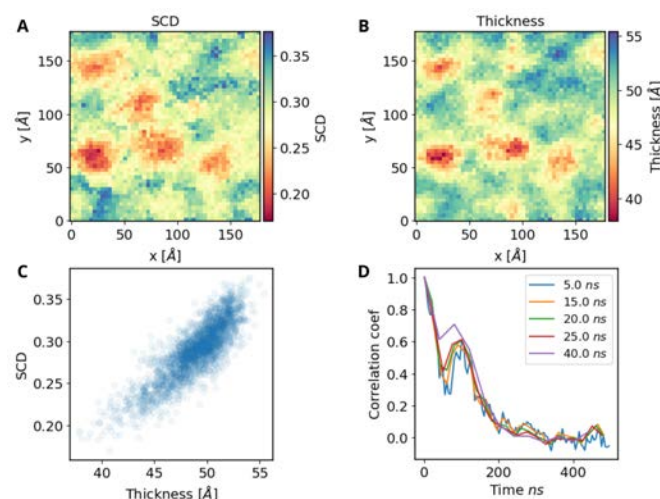 A
SCD
B
Thickness
150
100
50
0
y [Å]
0 50 100 150
x [Å]
0.35
0.30
0.25
0.20
SCD
150
100
50
0
y [Å]
0 50 100 150
x [Å]
55
50
45
40
Thickness [Å]
C
0.35
0.30
0.25
0.20
SCD
40 45 50 55
Thickness [Å]
D
1.0
0.8
0.6
0.4
0.2
0.0
Correlation coef
5.0 ns
15.0 ns
20.0 ns
25.0 ns
40.0 ns
0 200 400
Time ns